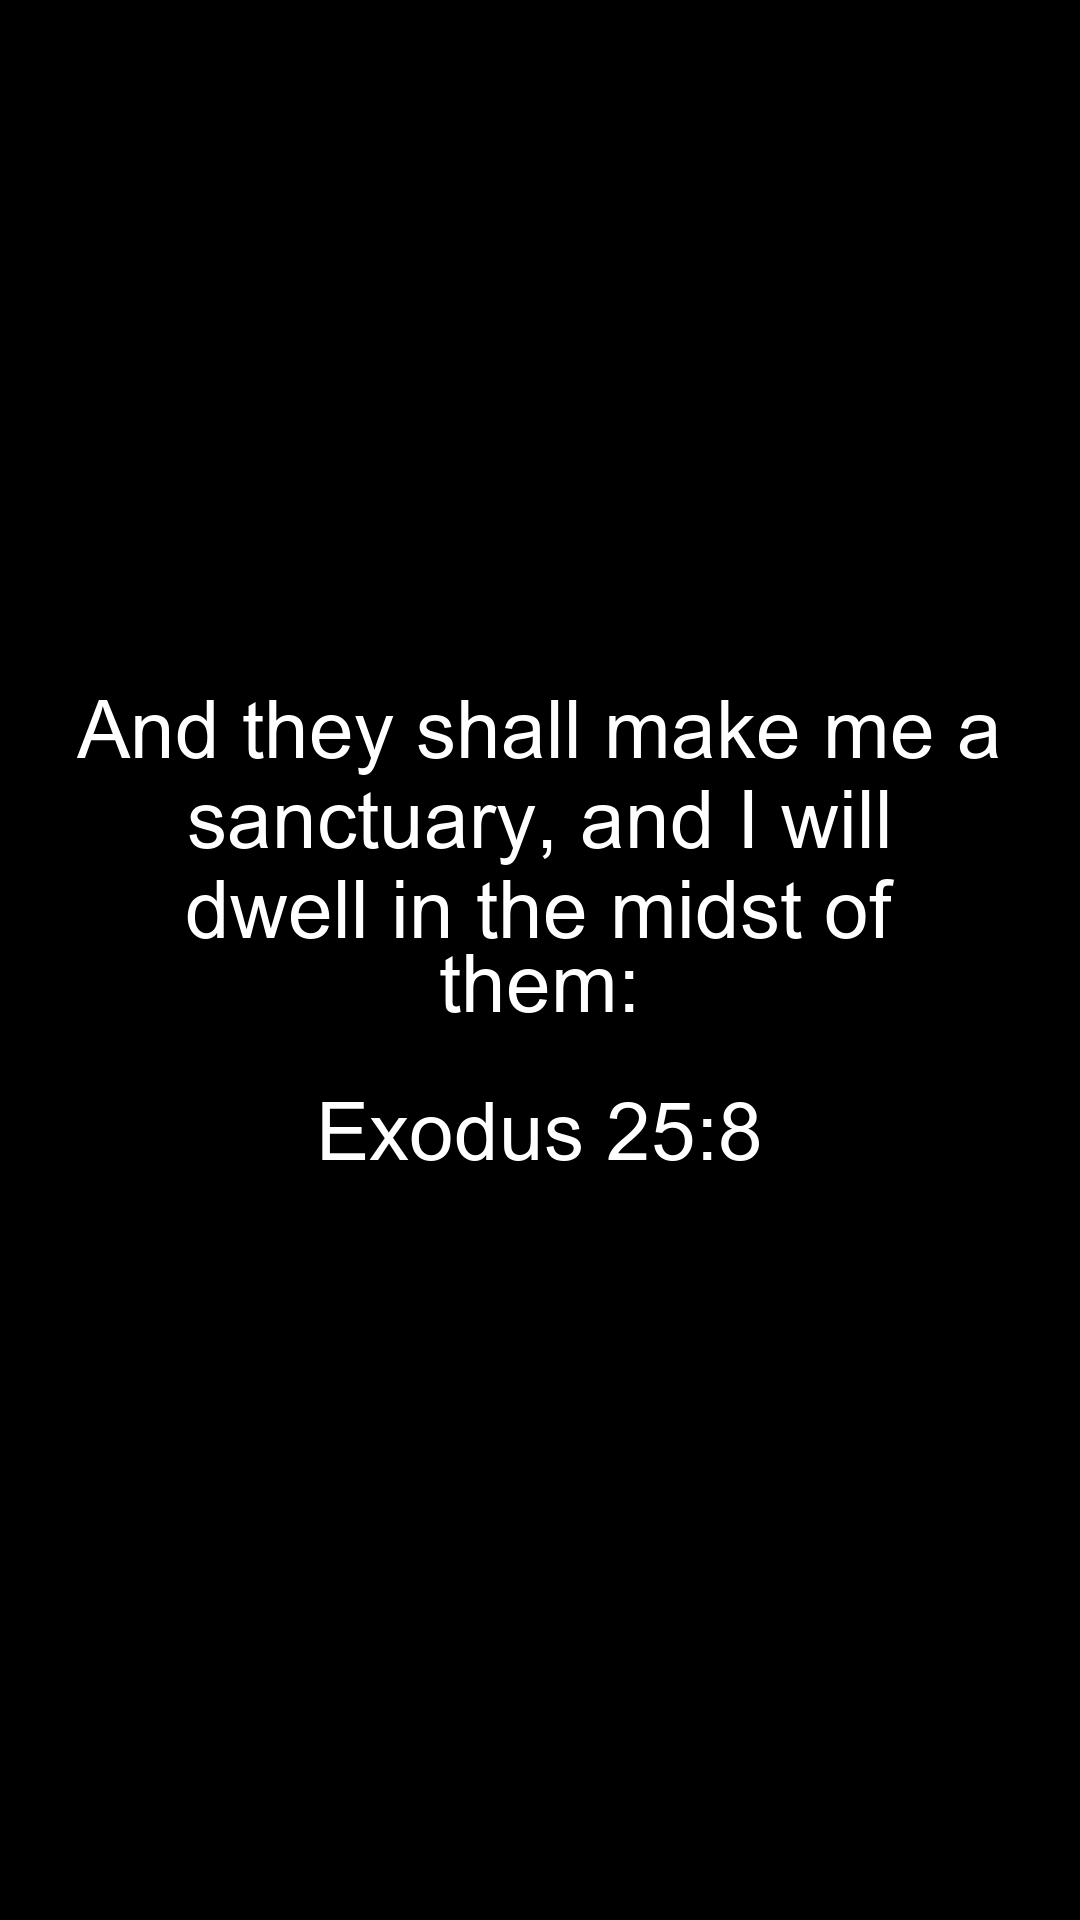 And they shall make me a
sanctuary, and I will
dwell in the midst of
them:
Exodus 25:8